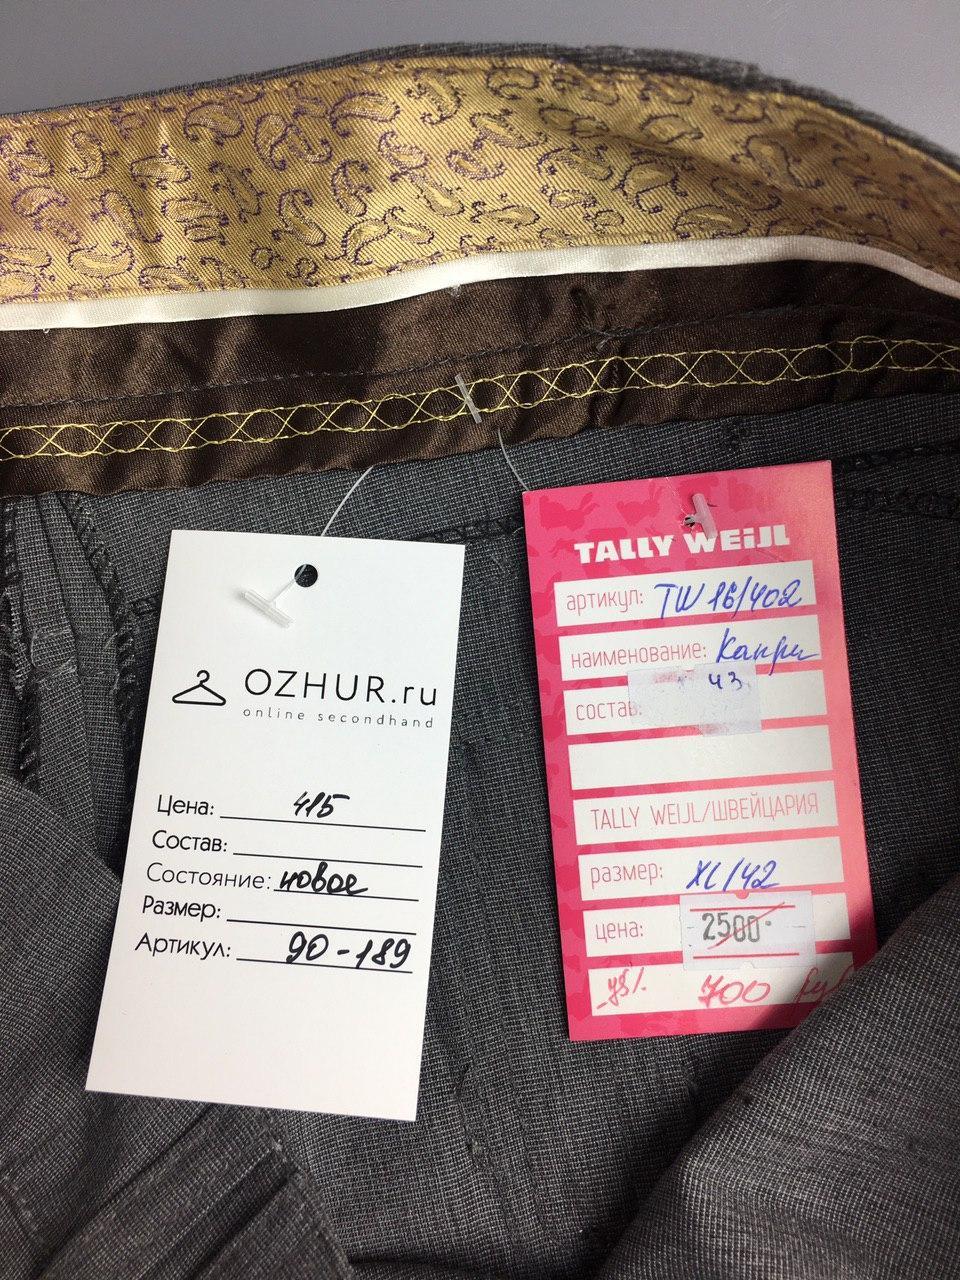 OZHUR.ru
online secondhand
Цена: 415
Состав:
Состояние: новое
Размер:
Артикул: 90-189
TALLY WEiJL
артикул: TW 16/402
наименование: Капри
43
состав:
TALLY WEIJL/ШВЕЙЦАРИЯ
размер: XL/42
цена: 2500-
700 руб